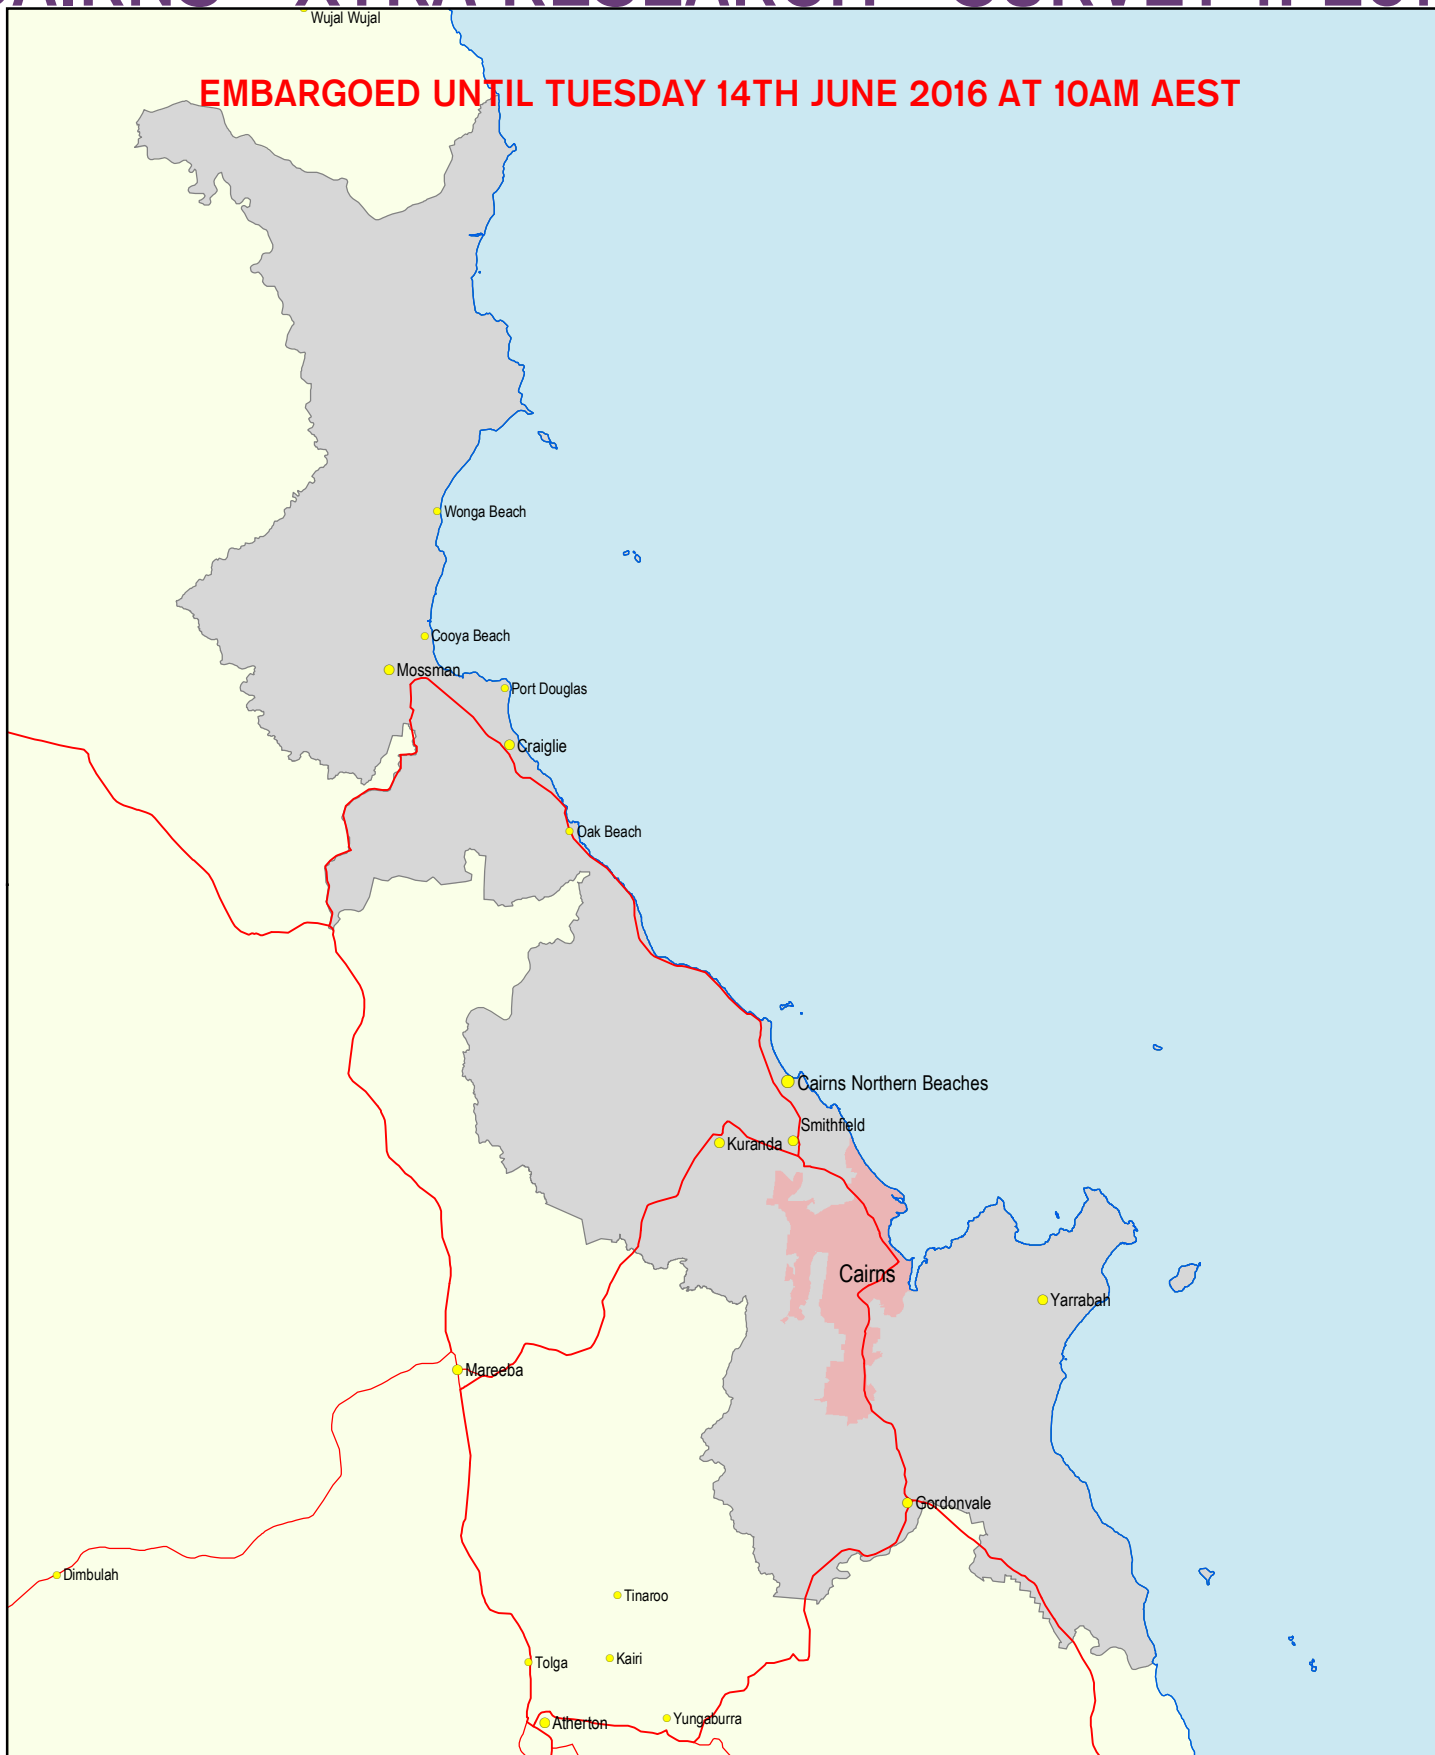 Wujal Wujal
EMBARGOED UNTIL TUESDAY 14TH JUNE 2016 AT 10AM AEST
Wonga Beach
Cooya Beach
Mossman
Port Douglas
Craiglie
Oak Beach
Cairns Northern Beaches
Smithfield
Kuranda
Cairns
Yarrabah
Mareeba
Gordonvale
Dimbulah
Tinaroo
Kairi
Tolga
Yungaburra
Atherton